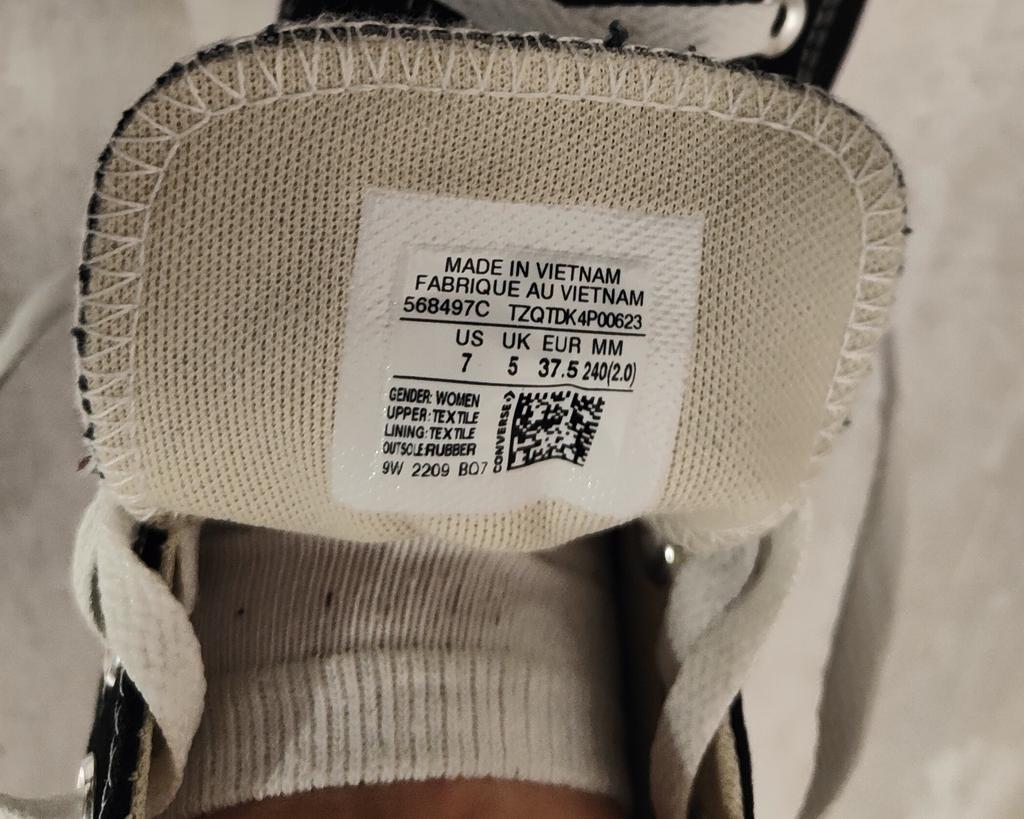 MADE IN VIETNAM
FABRIQUE AU VIETNAM
568497C TZQTDK4P00623
US UK EUR MM
7 5 37.5 240(2.0)
GENDER: WOMEN
UPPER: TEXTILE
LINING: TEXTILE
OUTSOLE: RUBBER
9W 2209 BQ7
CONVERSE